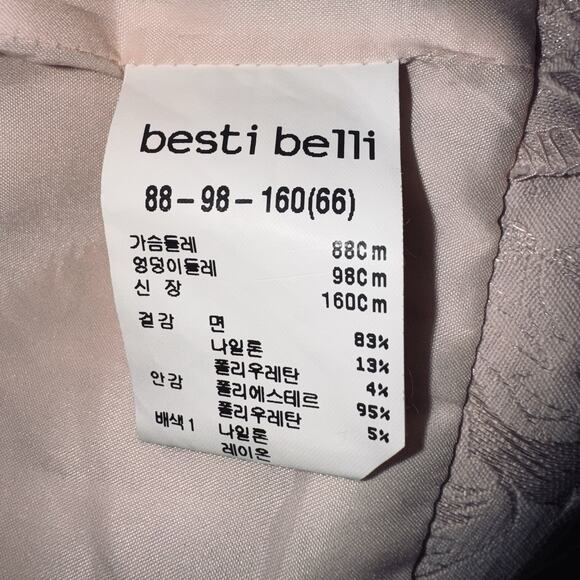 besti belli
88-98-160(66)
가슴둘레 88Cm
엉덩이둘레 98Cm
신 장 160Cm
겉감 면 83%
나일론 13%
폴리우레탄 4%
안감 폴리에스테르 95%
폴리우레탄 5%
배색1 나일론
레이온